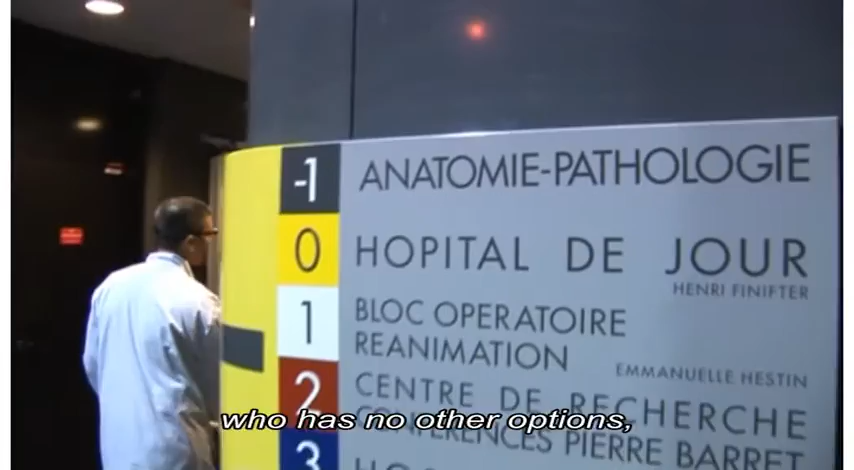 -1 ANATOMIE-PATHOLOGIE
0 HOPITAL DE JOUR
HENRI FINIFTER
1 BLOC OPERATOIRE
REANIMATION
EMMANUELLE HESTIN
2 CENTRE DE RECHERCHE
CONFERENCES PIERRE BARRET
who has no other options,
3